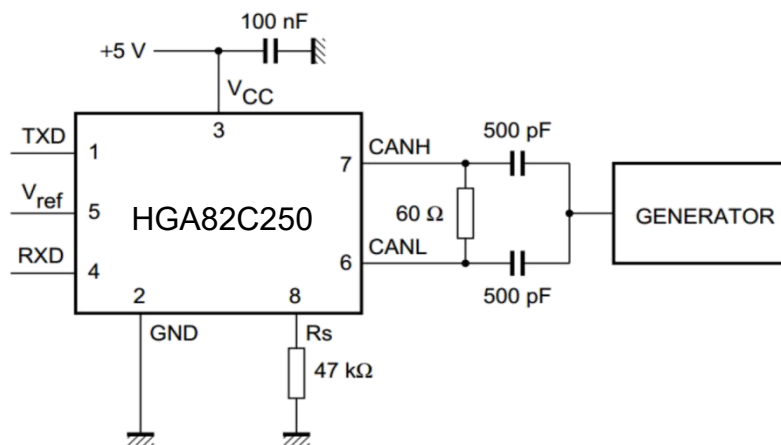 100 nF
+5 V
VCC
3
TXD
1
CANH
7
500 pF
Vref
5
HGA82C250
60 Ω
GENERATOR
RXD
4
6
CANL
500 pF
2
8
GND
Rs
47 kΩ